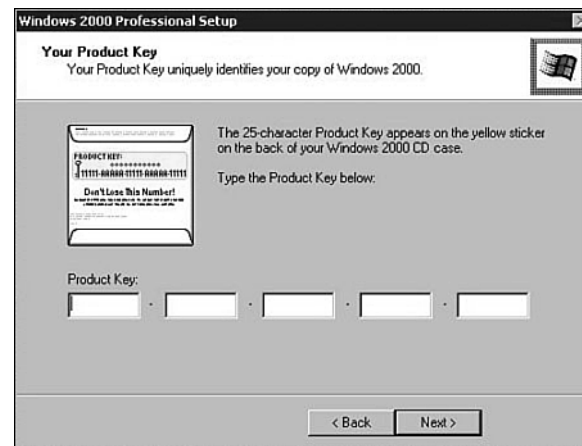 Windows 2000 Professional Setup
Your Product Key
Your Product Key uniquely identifies your copy of Windows 2000.
The 25-character Product Key appears on the yellow sticker
on the back of your Windows 2000 CD case.
PRODUCT KEY:
11111-AAAAA-11111-AAAAA-11111
Don't Lose This Number!
Type the Product Key below:
Product Key:
< Back
Next >